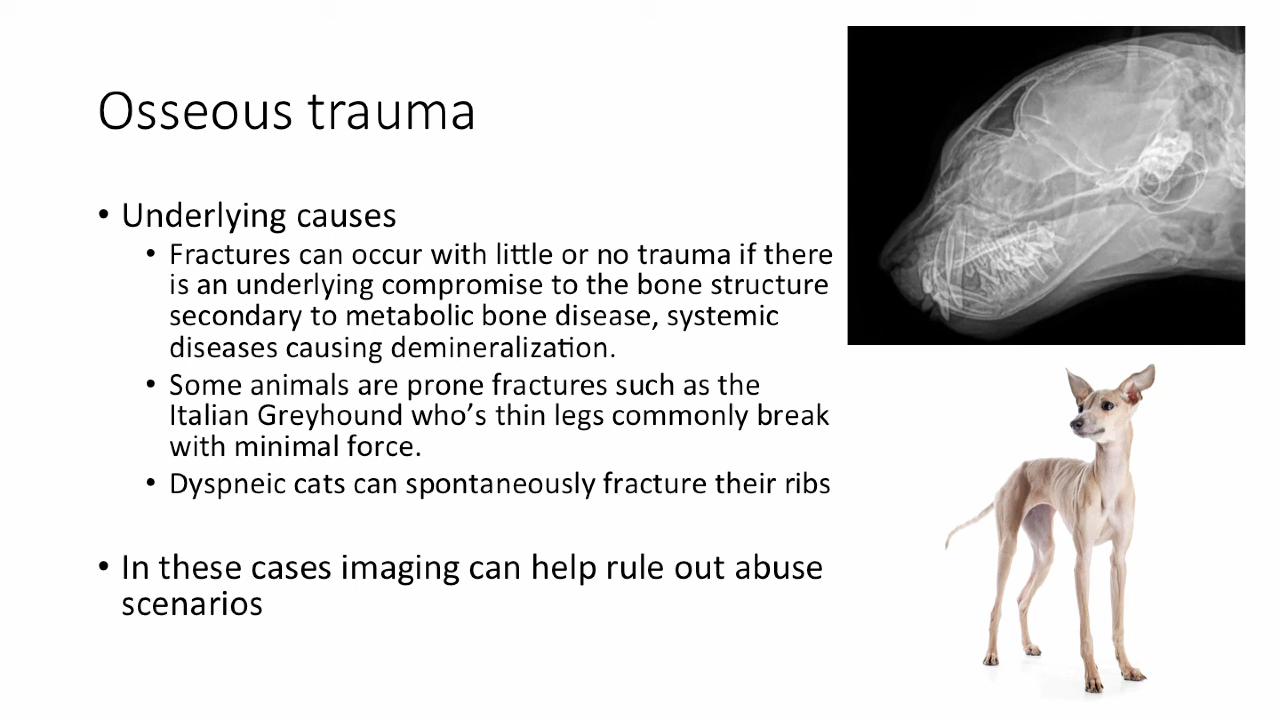 Osseous trauma
• Underlying causes
• Fractures can occur with little or no trauma if there
is an underlying compromise to the bone structure
secondary to metabolic bone disease, systemic
diseases causing demineralization.
• Some animals are prone fractures such as the
Italian Greyhound who’s thin legs commonly break
with minimal force.
• Dyspneic cats can spontaneously fracture their ribs
• In these cases imaging can help rule out abuse
scenarios